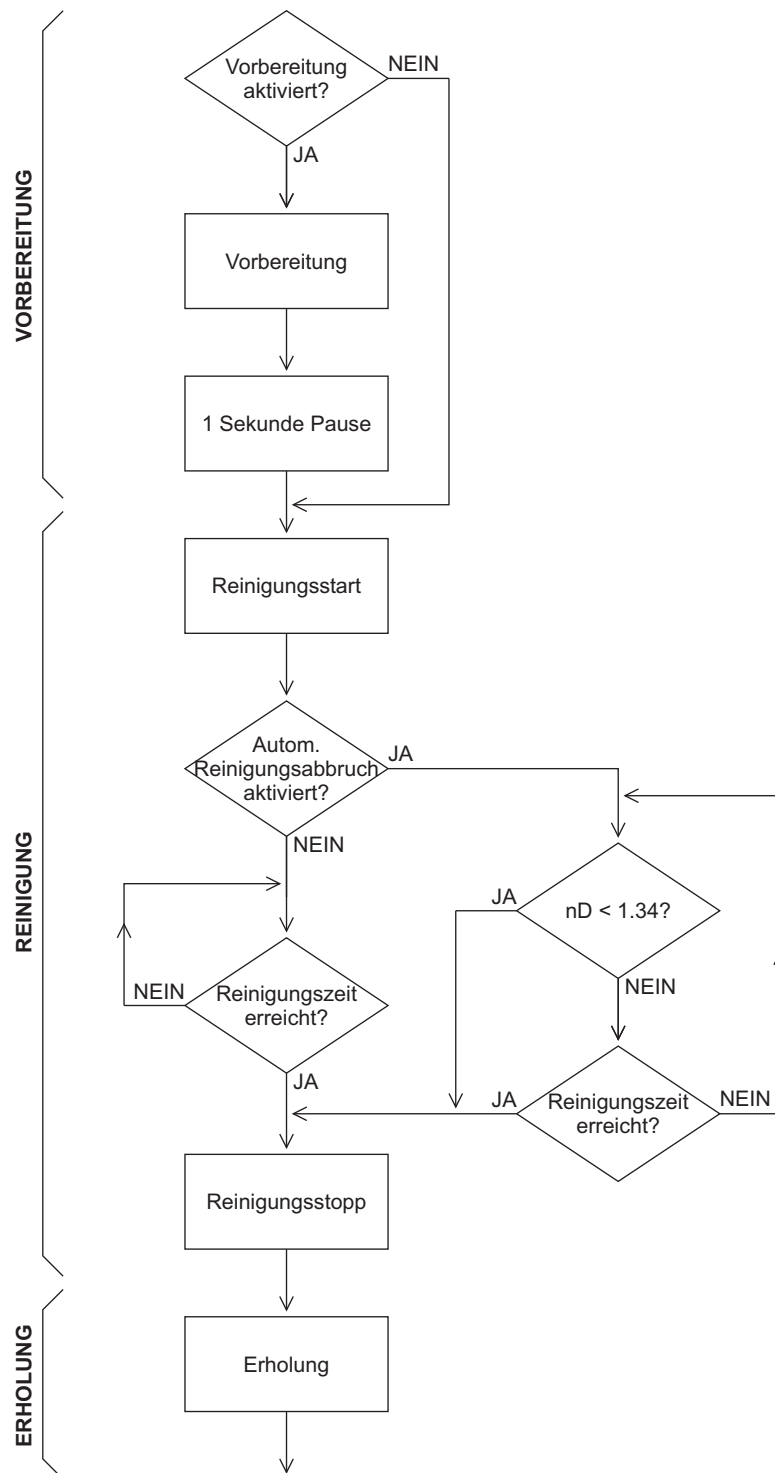 VORBEREITUNG
Vorbereitung
aktiviert?
NEIN
JA
Vorbereitung
1 Sekunde Pause
REINIGUNG
Reinigungsstart
Autom.
Reinigungsabbruch
aktiviert?
JA
NEIN
nD < 1.34?
JA
NEIN
Reinigungszeit
erreicht?
NEIN
JA
Reinigungszeit
erreicht?
JA
NEIN
Reinigungsstopp
ERHOLUNG
Erholung